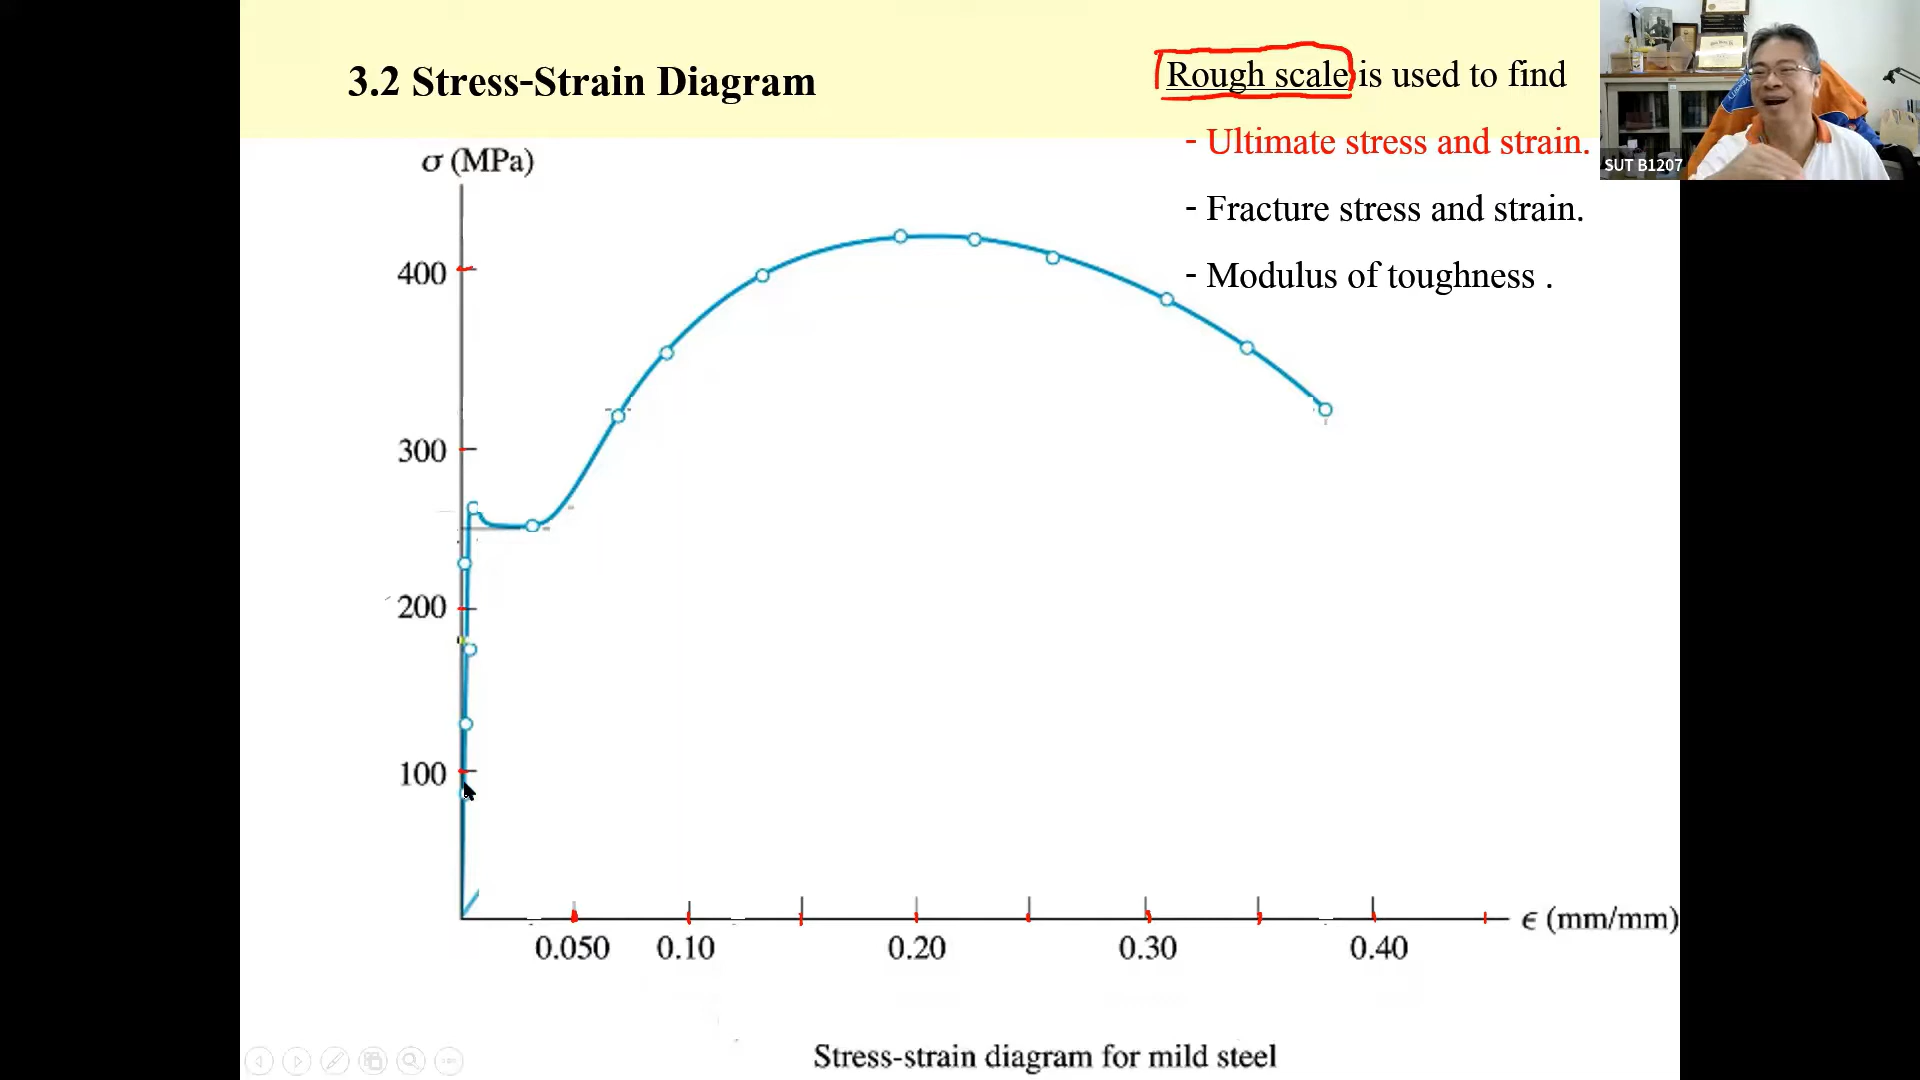 3.2 Stress-Strain Diagram
Rough scale is used to find
- Ultimate stress and strain.
- Fracture stress and strain.
- Modulus of toughness .
SUT B1207
σ (MPa)
400
300
200
100
0.050 0.10 0.20 0.30 0.40
ϵ (mm/mm)
Stress-strain diagram for mild steel